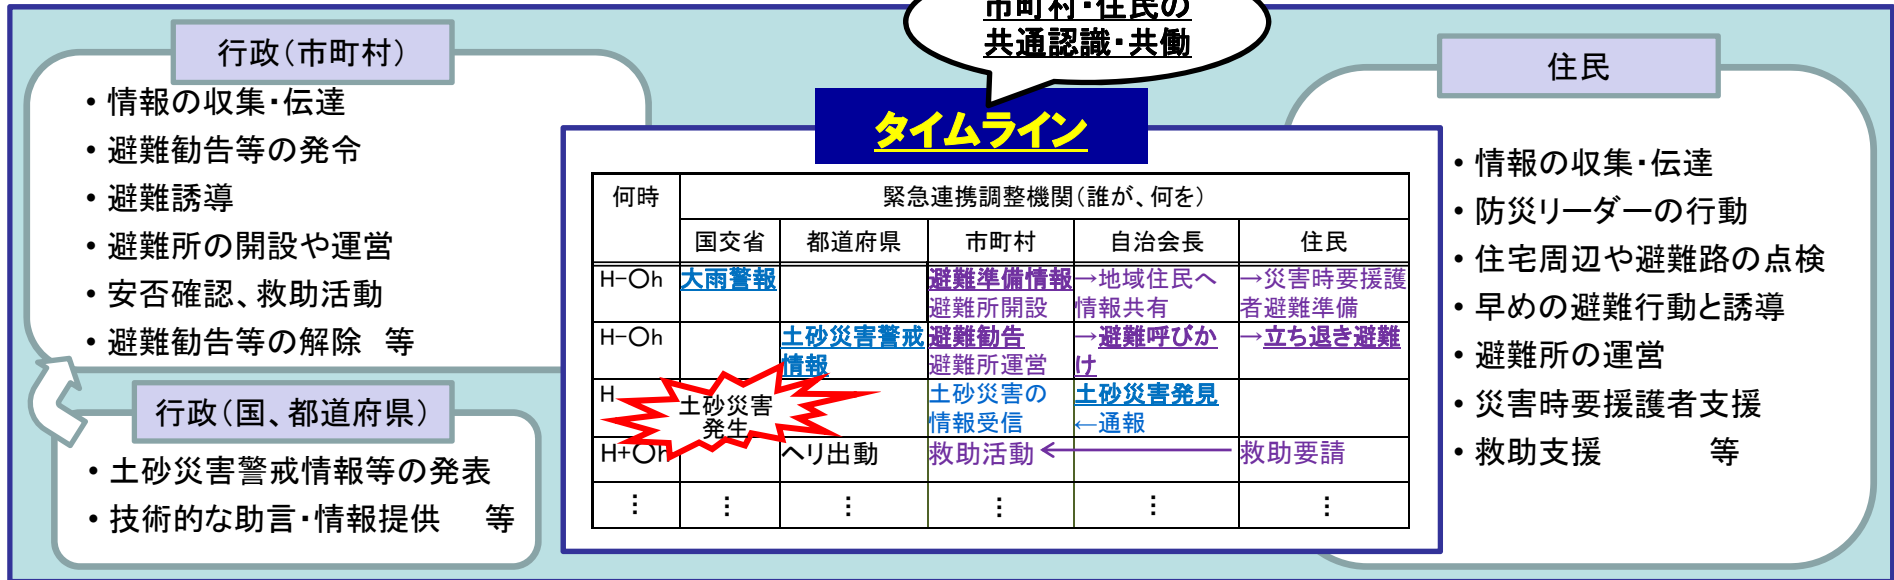 市町村・住民の
共通認識・共働
行政（市町村）
・情報の収集・伝達
・避難勧告等の発令
・避難誘導
・避難所の開設や運営
・安否確認、救助活動
・避難勧告等の解除　等
行政（国、都道府県）
・土砂災害警戒情報等の発表
・技術的な助言・情報提供　等
タイムライン
何時 緊急連携調整機関（誰が、何を）
国交省 都道府県 市町村 自治会長 住民
H-〇h 大雨警報 避難準備情報 →地域住民へ →災害時要援護
避難所開設 情報共有 者避難準備
H-〇h 土砂災害警戒 避難勧告 →避難呼びか →立ち退き避難
情報 避難所運営 け
H 土砂災害 土砂災害の 土砂災害発見
発生 情報受信 ←通報
H+〇h ヘリ出動 救助活動 ← 救助要請
⋮ ⋮ ⋮ ⋮ ⋮ ⋮
住民
・情報の収集・伝達
・防災リーダーの行動
・住宅周辺や避難路の点検
・早めの避難行動と誘導
・避難所の運営
・災害時要援護者支援
・救助支援　　　等